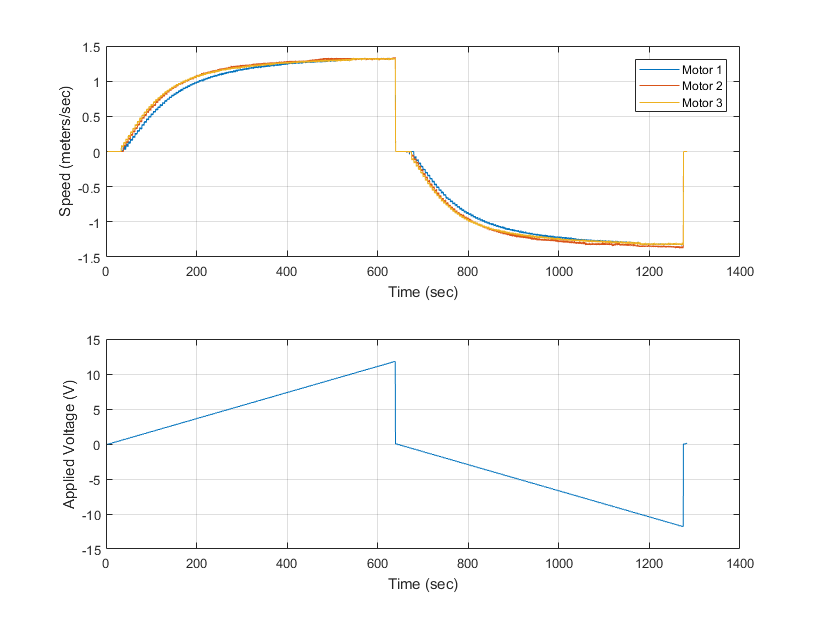 1.5
1
0.5
0
-0.5
-1
-1.5
Speed (meters/sec)
Motor 1
Motor 2
Motor 3
0 200 400 600 800 1000 1200 1400
Time (sec)
15
10
5
0
-5
-10
-15
Applied Voltage (V)
0 200 400 600 800 1000 1200 1400
Time (sec)